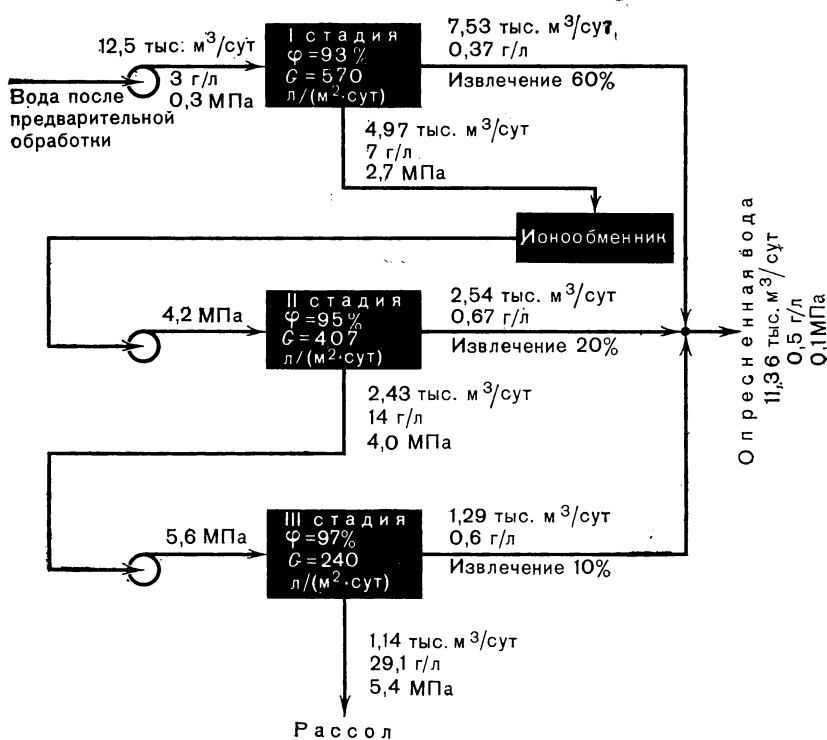 12,5 тыс. м³/сут
3 г/л
0,3 МПа
Вода после
предварительной
обработки
I стадия
φ=93%
G=570
л/(м²·сут)
7,53 тыс. м³/сут,
0,37 г/л
Извлечение 60%
4,97 тыс. м³/сут
7 г/л
2,7 МПа
Ионообменник
4,2 МПа
II стадия
φ=95%
G=407
л/(м²·сут)
2,54 тыс. м³/сут
0,67 г/л
Извлечение 20%
Опресненная вода
11,36 тыс. м³/сут
0,5 г/л
0,1МПа
2,43 тыс. м³/сут
14 г/л
4,0 МПа
5,6 МПа
III стадия
φ=97%
G=240
л/(м²·сут)
1,29 тыс. м³/сут
0,6 г/л
Извлечение 10%
1,14 тыс. м³/сут
29,1 г/л
5,4 МПа
Рассол